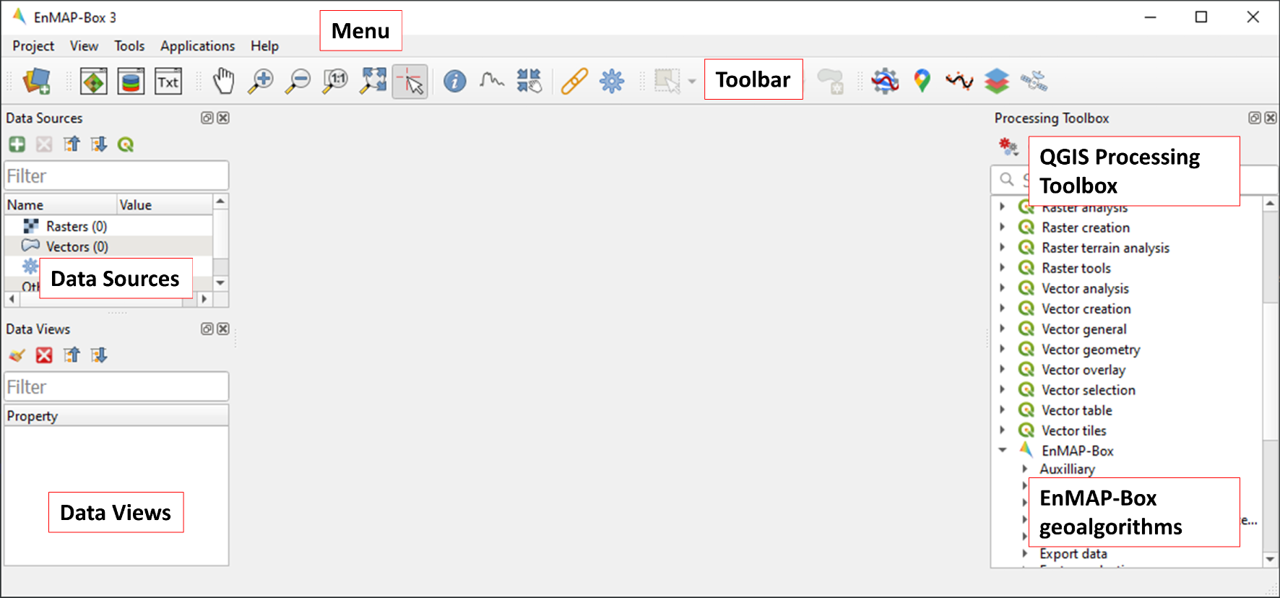 EnMAP-Box 3
Menu
Project View Tools Applications Help
Txt
1:1
Toolbar
Data Sources
Filter
Name Value
Rasters (0)
Vectors (0)
Data Sources
Data Views
Filter
Property
Data Views
Processing Toolbox
QGIS Processing
Toolbox
Raster analysis
Raster creation
Raster terrain analysis
Raster tools
Vector analysis
Vector creation
Vector general
Vector geometry
Vector overlay
Vector selection
Vector table
Vector tiles
EnMAP-Box
Auxilliary
EnMAP-Box
geoalgorithms
e...
Export data